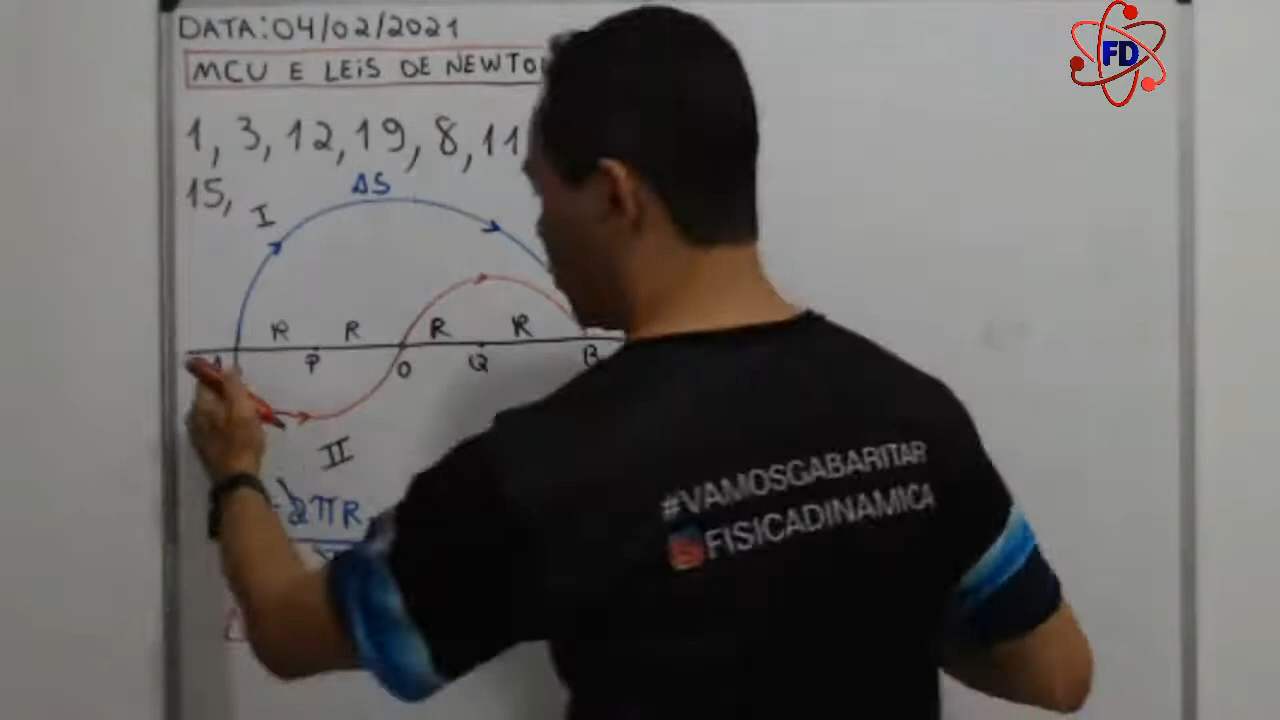 DATA:04/02/2021
FD
MCU E LEIS DE NEWTO
1, 3, 12, 19, 8, 11
15,
I
ΔS
R R R R
A P O Q B
II
#VAMOSGABARITAR
FISICADINAMICA
2πR